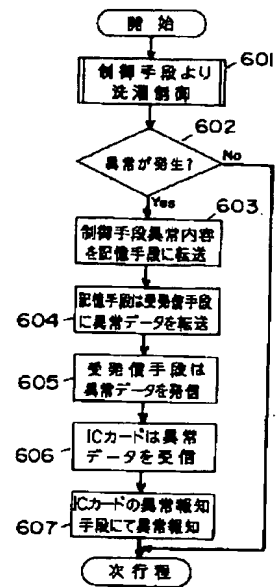 開始
制御手段より
洗濯制御
601
602
異常が発生?
No
Yes
603
制御手段異常内容
を記憶手段に転送
記憶手段は受発信手段
に異常データを転送
604
受発信手段は
異常データを発信
605
ICカードは異常
データを受信
606
ICカードの異常報知
手段にて異常報知
607
次行程